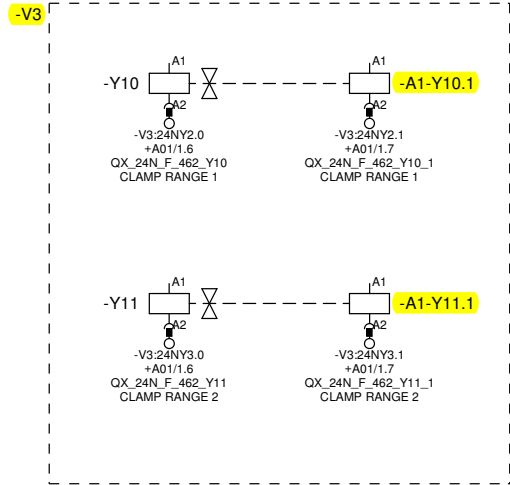 -V3
A1 A1
-Y10 -A1-Y10.1
A2 A2
-V3:24NY2.0 -V3:24NY2.1
+A01/1.6 +A01/1.7
QX_24N_F_462_Y10 QX_24N_F_462_Y10_1
CLAMP RANGE 1 CLAMP RANGE 1
A1 A1
-Y11 -A1-Y11.1
A2 A2
-V3:24NY3.0 -V3:24NY3.1
+A01/1.6 +A01/1.7
QX_24N_F_462_Y11 QX_24N_F_462_Y11_1
CLAMP RANGE 2 CLAMP RANGE 2